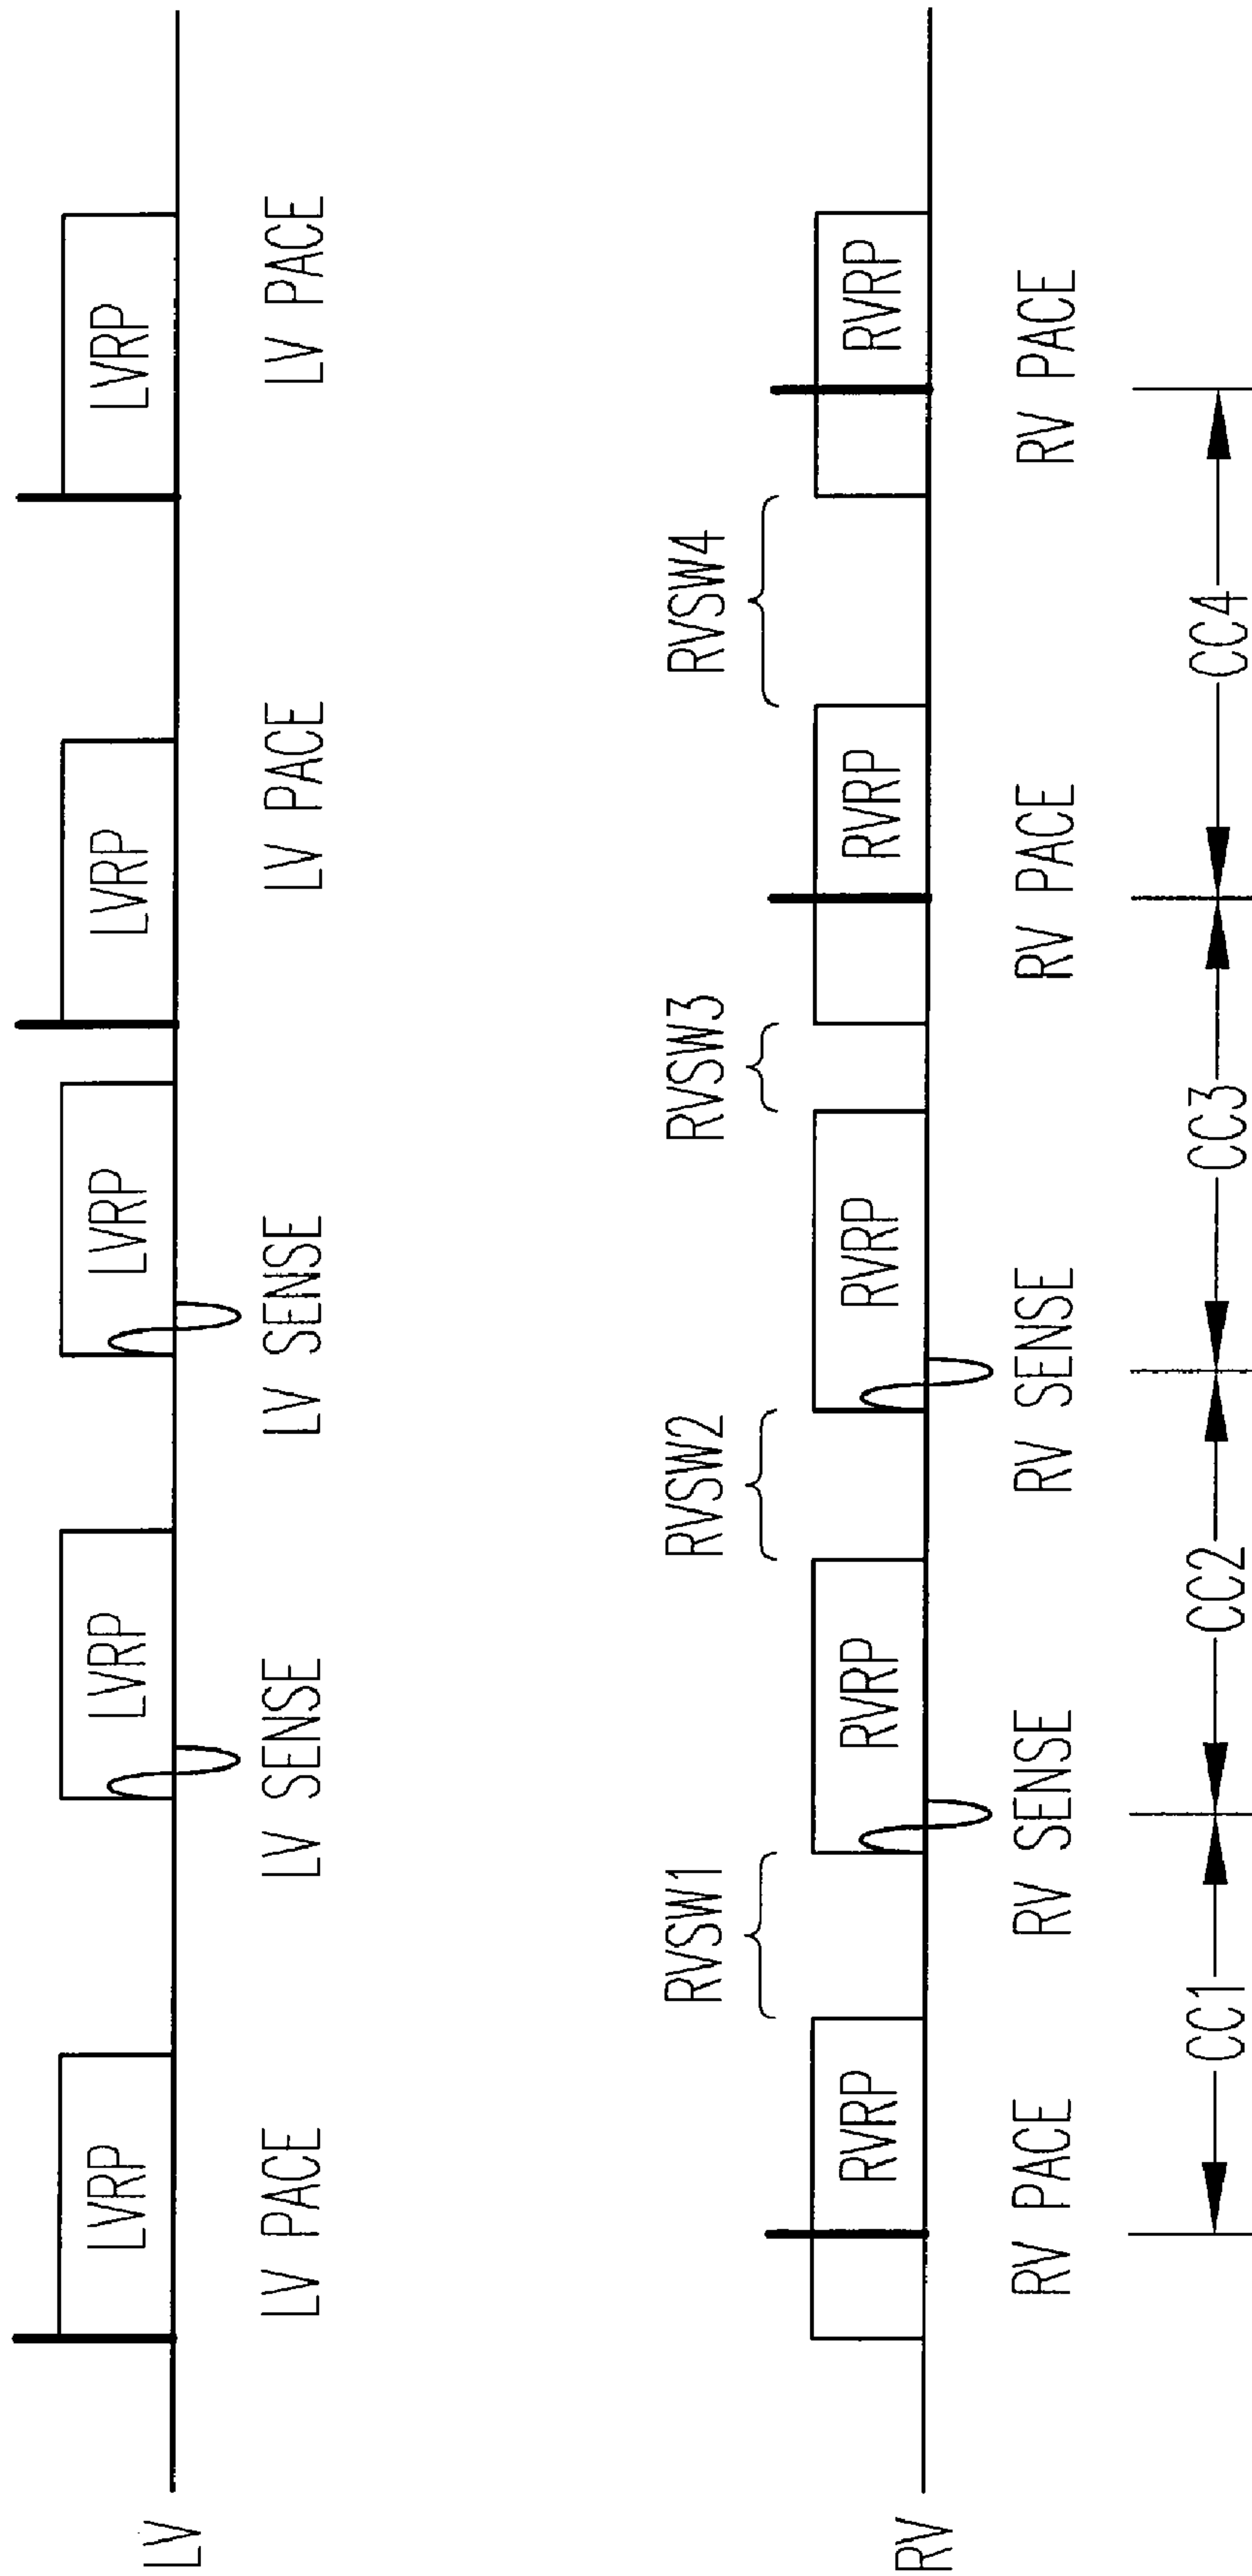 LV
LVRP
LVRP
LVRP
LVRP
LVRP
LV PACE
LV SENSE
LV SENSE
LV PACE
LV PACE
RVSW1
RVSW2
RVSW3
RVSW4
RV
RVRP
RVRP
RVRP
RVRP
RVRP
RV PACE
RV SENSE
RV SENSE
RV PACE
RV PACE
CC1
CC2
CC3
CC4